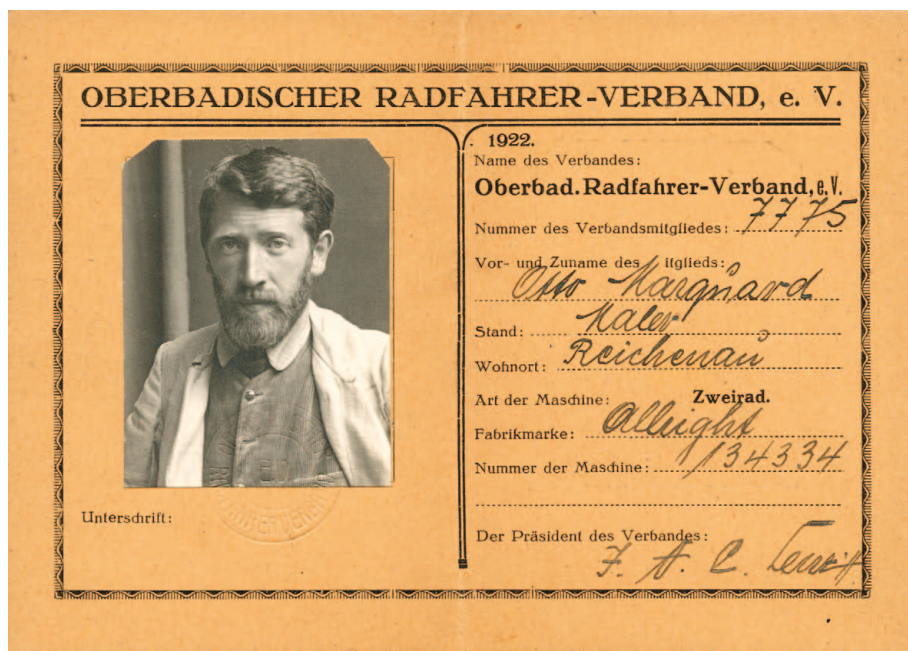 OBERBADISCHER RADFAHRER-VERBAND, e. V.
1922.
Name des Verbandes:
Oberbad. Radfahrer-Verband, e.V.
Nummer des Verbandsmitgliedes: 7775
Vor- und Zuname des itglieds:
Otto Marquard
Stand: Maler
Wohnort: Reichenau
Art der Maschine: Zweirad.
Fabrikmarke: Allright
Nummer der Maschine: 134334
Unterschrift:
Der Präsident des Verbandes: